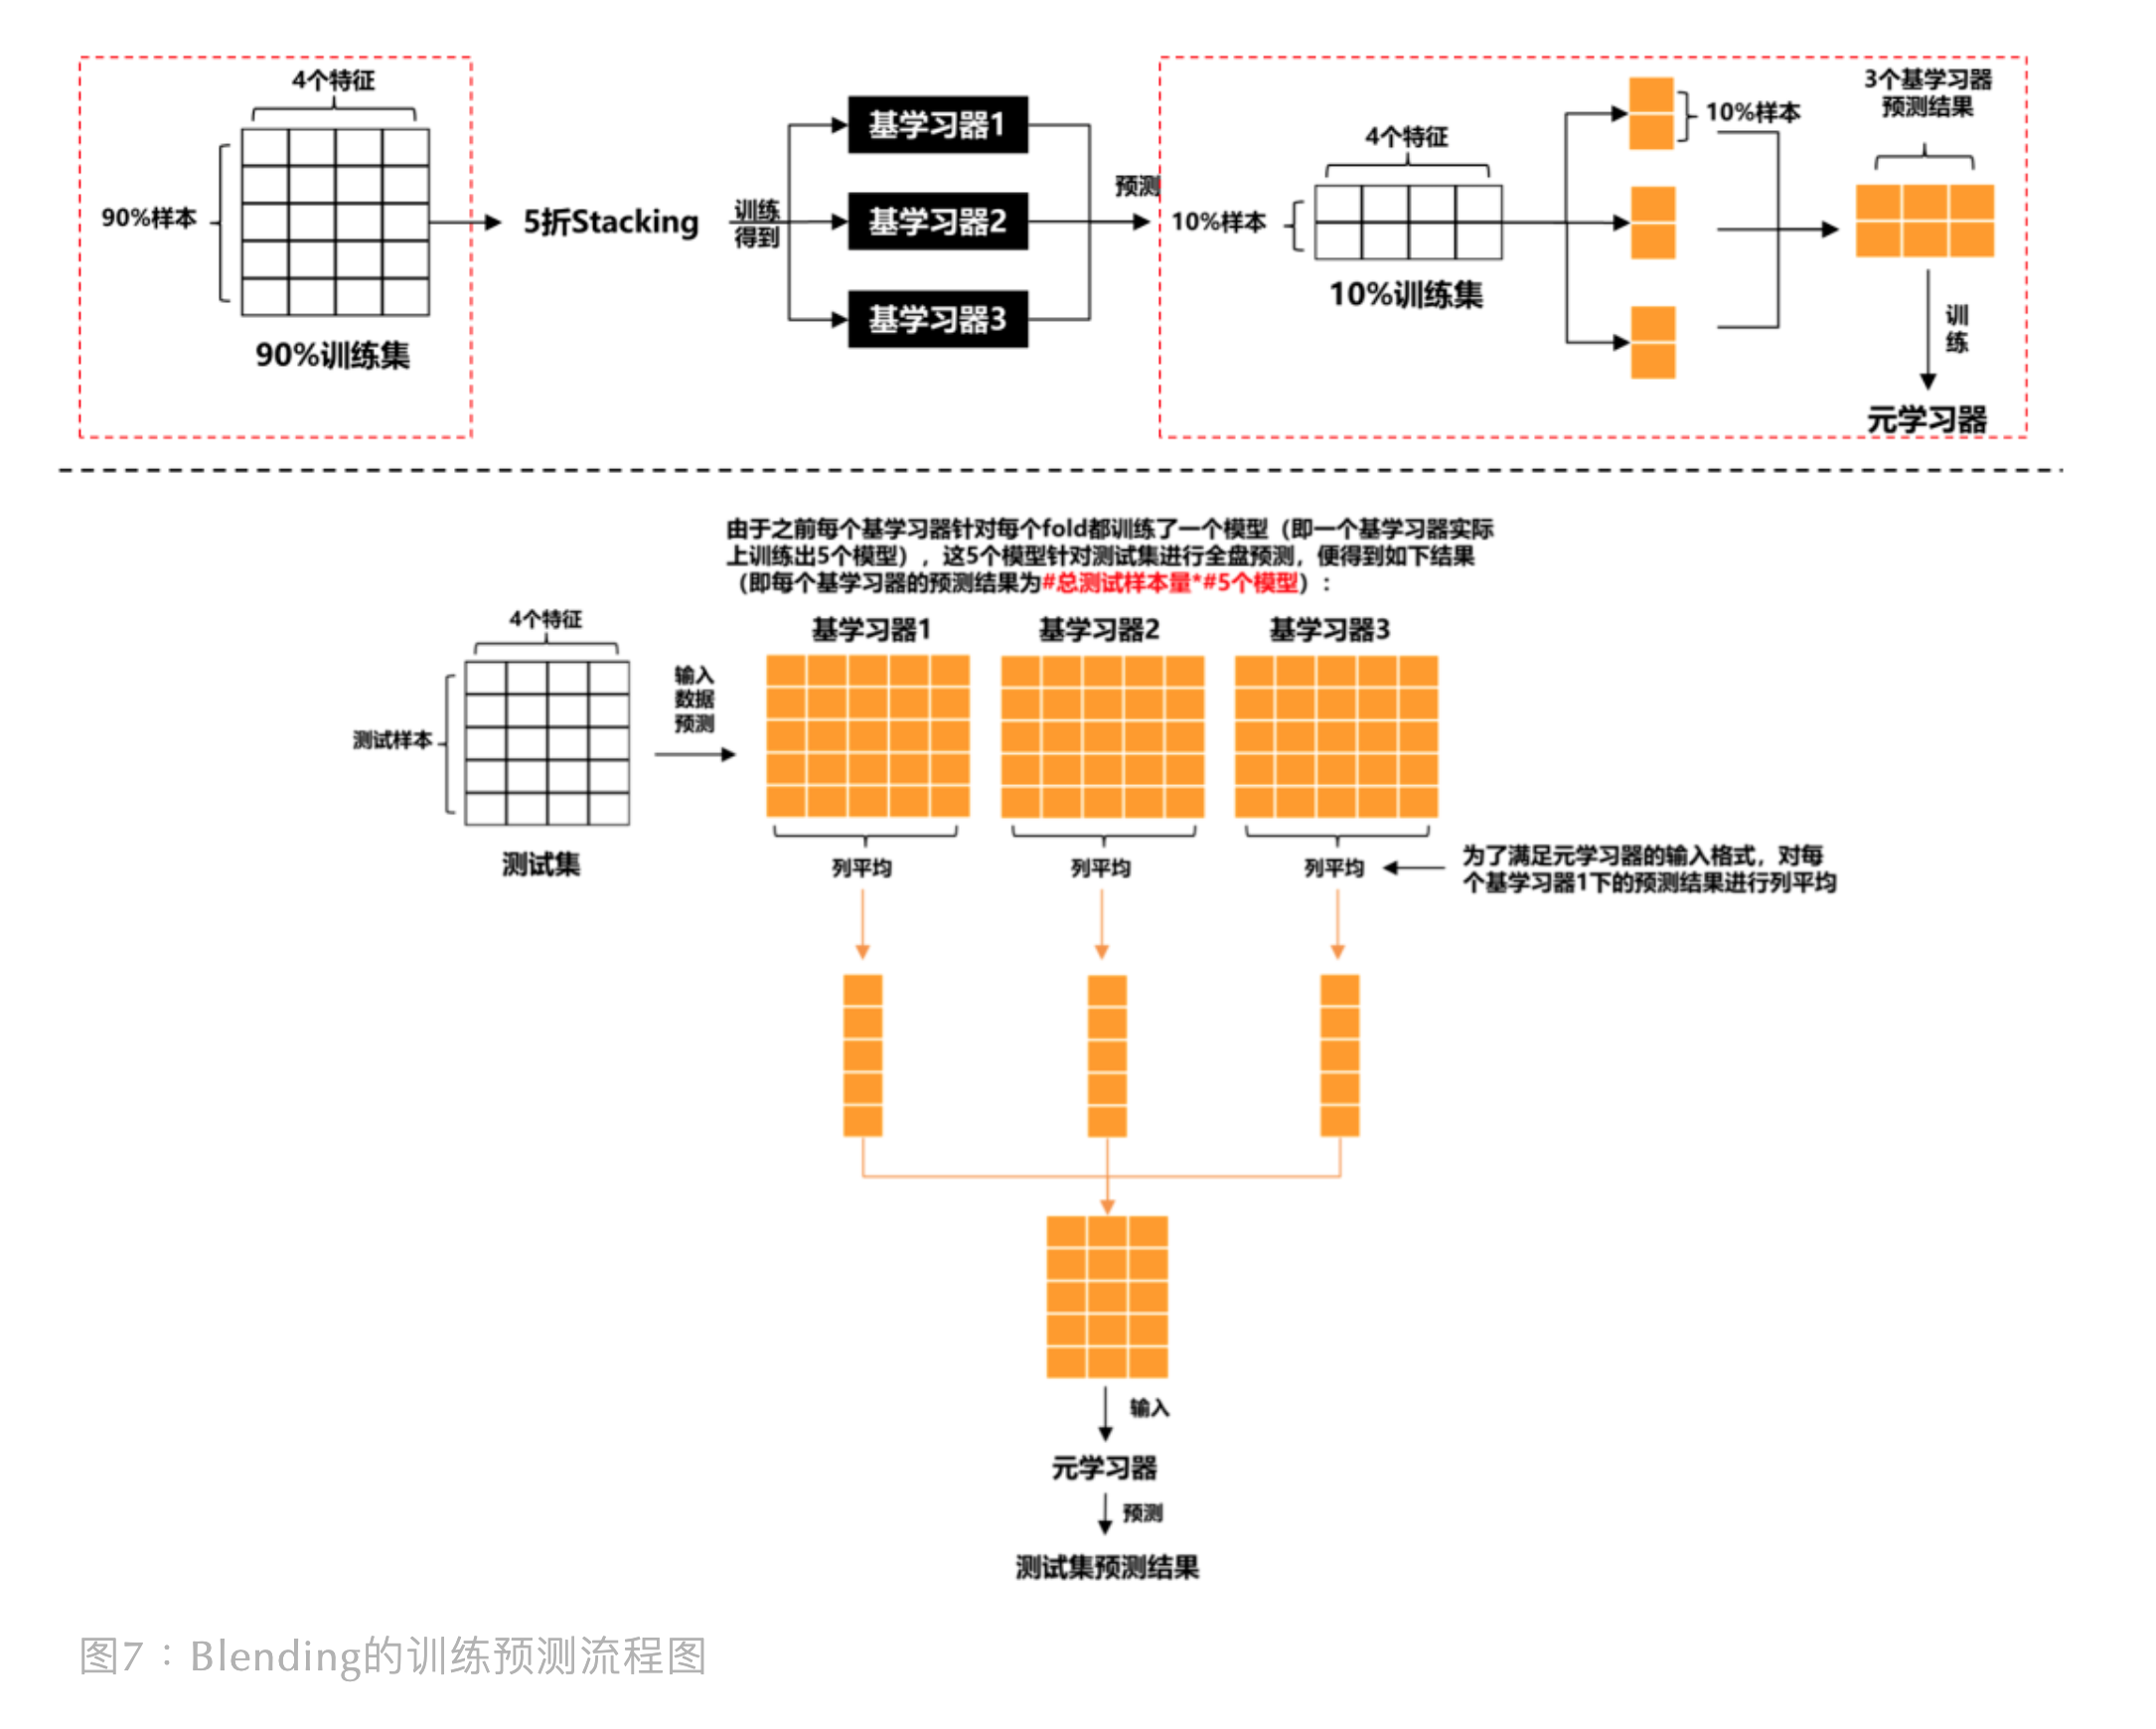 4个特征
90%样本
90%训练集
5折Stacking
训练
得到
基学习器1
基学习器2
基学习器3
预测
4个特征
10%样本
10%训练集
10%样本
3个基学习器
预测结果
训
练
元学习器
由于之前每个基学习器针对每个fold都训练了一个模型（即一个基学习器实际
上训练出5个模型），这5个模型针对测试集进行全盘预测，便得到如下结果
（即每个基学习器的预测结果为#总测试样本量*#5个模型）：
4个特征
测试样本
测试集
输入
数据
预测
基学习器1
基学习器2
基学习器3
列平均
列平均
列平均
为了满足元学习器的输入格式，对每
个基学习器1下的预测结果进行列平均
输入
元学习器
预测
测试集预测结果
图7：Blending的训练预测流程图